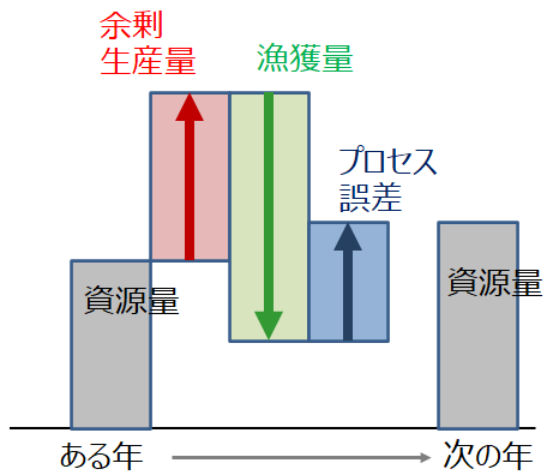 余剰
生産量
漁獲量
プロセス
誤差
資源量
資源量
ある年
次の年